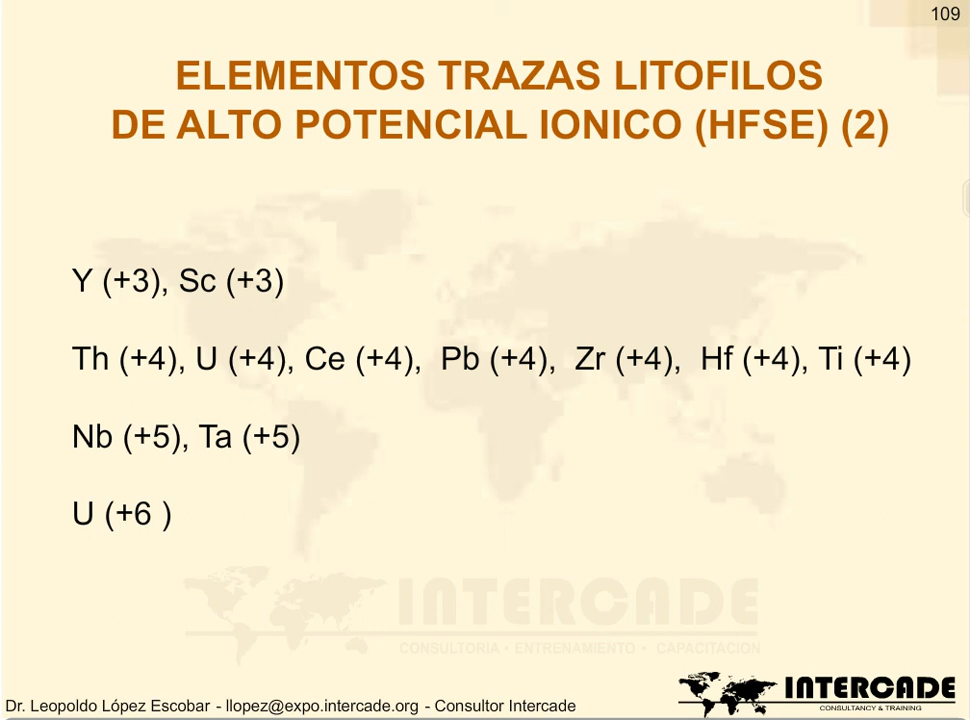 109
ELEMENTOS TRAZAS LITOFILOS
DE ALTO POTENCIAL IONICO (HFSE) (2)
Y (+3), Sc (+3)
Th (+4), U (+4), Ce (+4), Pb (+4), Zr (+4), Hf (+4), Ti (+4)
Nb (+5), Ta (+5)
U (+6 )
INTERCADE
CONSULTORIA • ENTRENAMIENTO • CAPACITACION
INTERCADE
CONSULTANCY & TRAINING
Dr. Leopoldo López Escobar - llopez@expo.intercade.org - Consultor Intercade